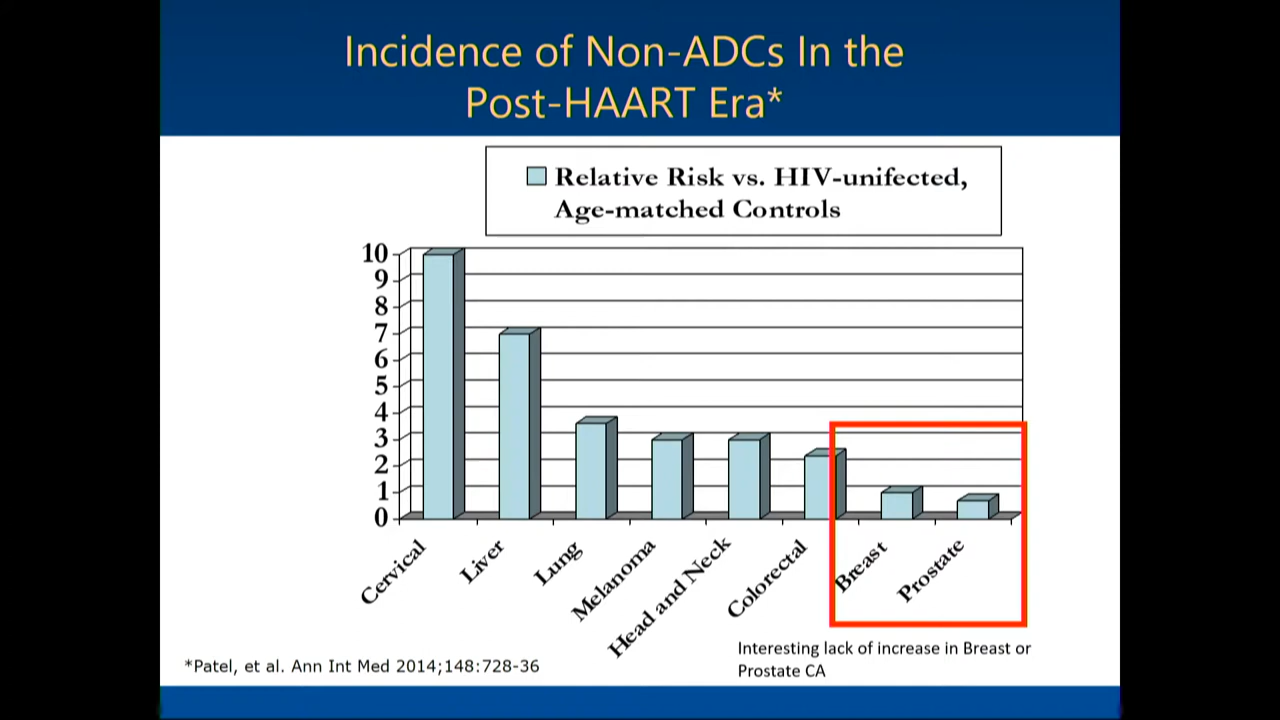 Incidence of Non-ADCs In the
Post-HAART Era*
Relative Risk vs. HIV-unifected,
Age-matched Controls
10
9
8
7
6
5
4
3
2
1
0
Cervical
Liver
Lung
Melanoma
Head and Neck
Colorectal
Breast
Prostate
Interesting lack of increase in Breast or
Prostate CA
*Patel, et al. Ann Int Med 2014;148:728-36